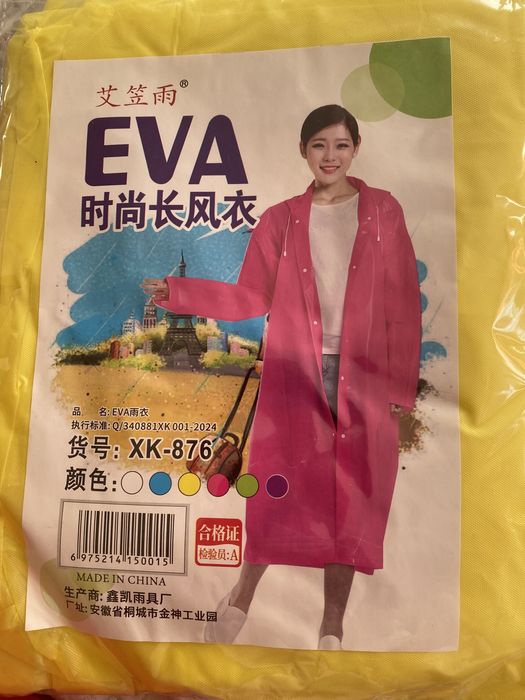 艾笠雨®
EVA
时尚长风衣
品 名: EVA雨衣
执行标准: Q/340881XK 001-2024
货号: XK-876
颜色:
合格证
检验员:A
6 975214 150015
MADE IN CHINA
生产商: 鑫凯雨具厂
厂址: 安徽省桐城市金神工业园